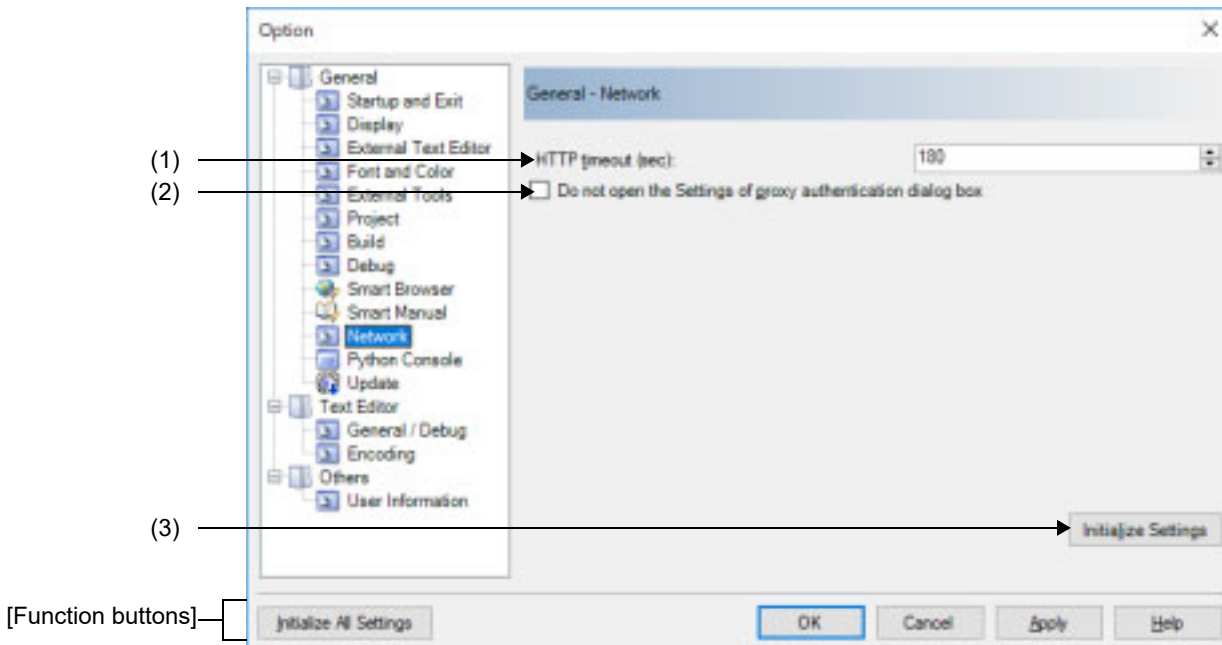 Option
General
Startup and Exit
Display
External Text Editor
Font and Color
External Tools
Project
Build
Debug
Smart Browser
Smart Manual
Network
Python Console
Update
Text Editor
General / Debug
Encoding
Others
User Information
General - Network
(1)
HTTP timeout (sec):
180
(2)
Do not open the Settings of proxy authentication dialog box
(3)
Initialize Settings
[Function buttons]
Initialize All Settings
OK
Cancel
Apply
Help